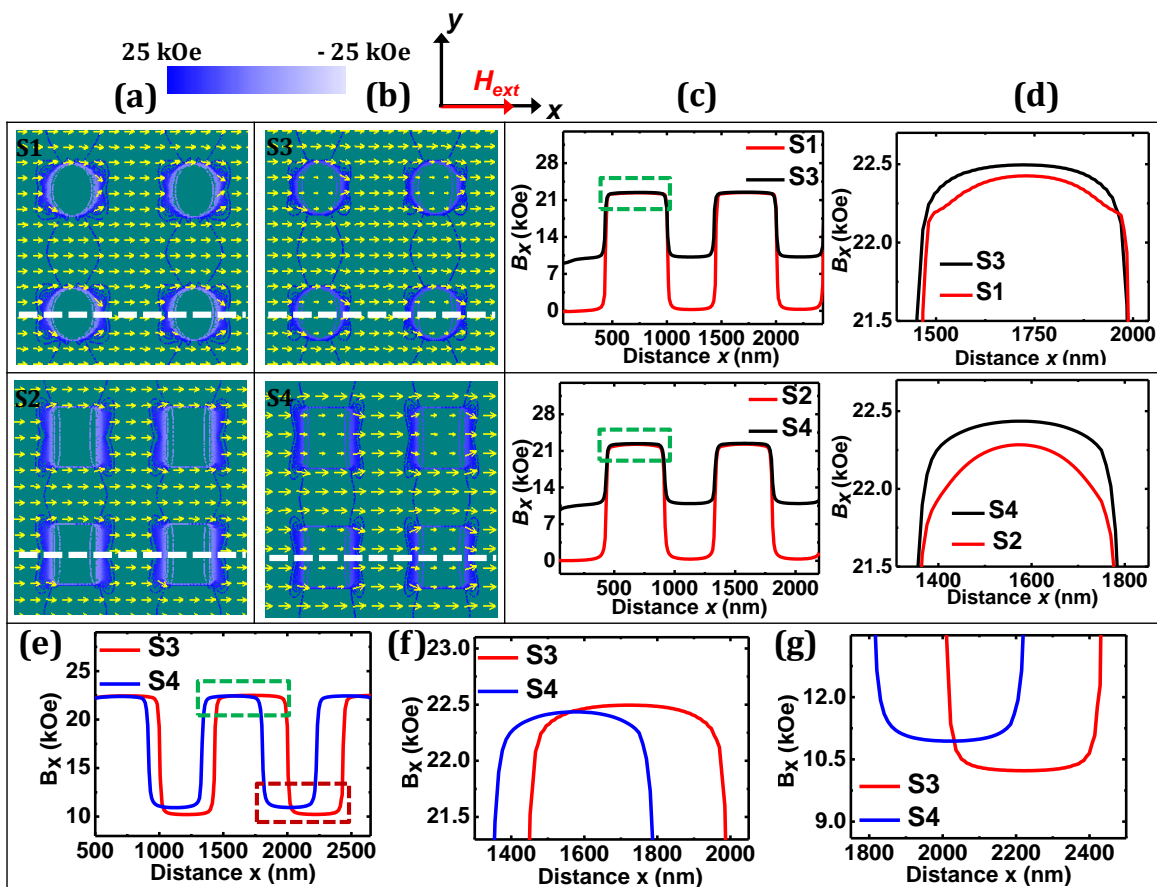 y
25 kOe - 25 kOe
(a) (b) H_ext x (c) (d)
S1 S3
28
21
14
7
0
B_X (kOe)
S1
S3
500 1000 1500 2000
Distance x (nm)
22.5
22.0
21.5
B_X (kOe)
S3
S1
1500 1750 2000
Distance x (nm)
S2 S4
28
21
14
7
0
B_X (kOe)
S2
S4
500 1000 1500 2000
Distance x (nm)
22.5
22.0
21.5
B_X (kOe)
S4
S2
1400 1600 1800
Distance x (nm)
(e)
25
20
15
10
B_X (kOe)
S3
S4
500 1000 1500 2000 2500
Distance x (nm)
(f)
23.0
22.5
22.0
21.5
B_X (kOe)
S3
S4
1400 1600 1800 2000
Distance x (nm)
(g)
12.0
10.5
9.0
B_X (kOe)
S3
S4
1800 2000 2200 2400
Distance x (nm)